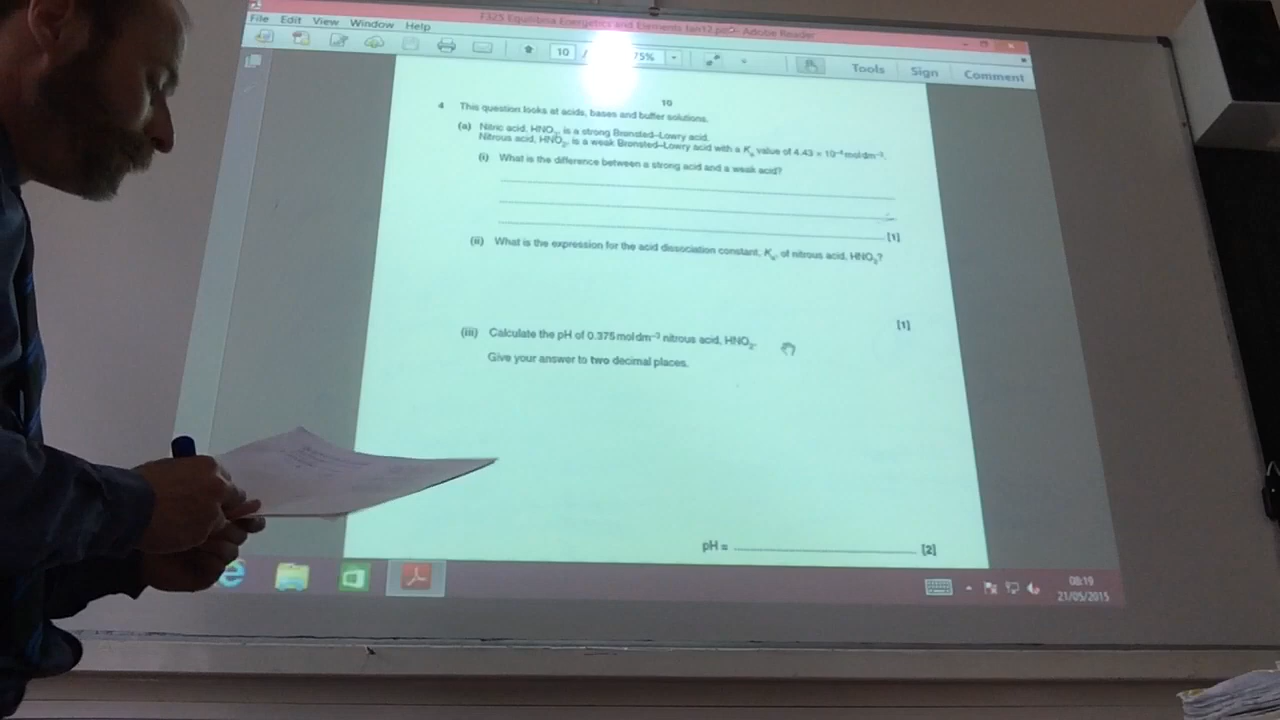 F325 Equilibria Energetics and Elements Jan12.pdf - Adobe Reader
File Edit View Window Help
10 / 75% Tools Sign Comment
10
4 This question looks at acids, bases and buffer solutions.
(a) Nitric acid, HNO₃, is a strong Brønsted–Lowry acid.
Nitrous acid, HNO₂, is a weak Brønsted–Lowry acid with a Kₐ value of 4.43 × 10⁻⁴ mol dm⁻³.
(i) What is the difference between a strong acid and a weak acid?
[1]
(ii) What is the expression for the acid dissociation constant, Kₐ, of nitrous acid, HNO₂?
[1]
(iii) Calculate the pH of 0.375 mol dm⁻³ nitrous acid, HNO₂.
Give your answer to two decimal places.
pH = [2]
08:19
21/05/2015